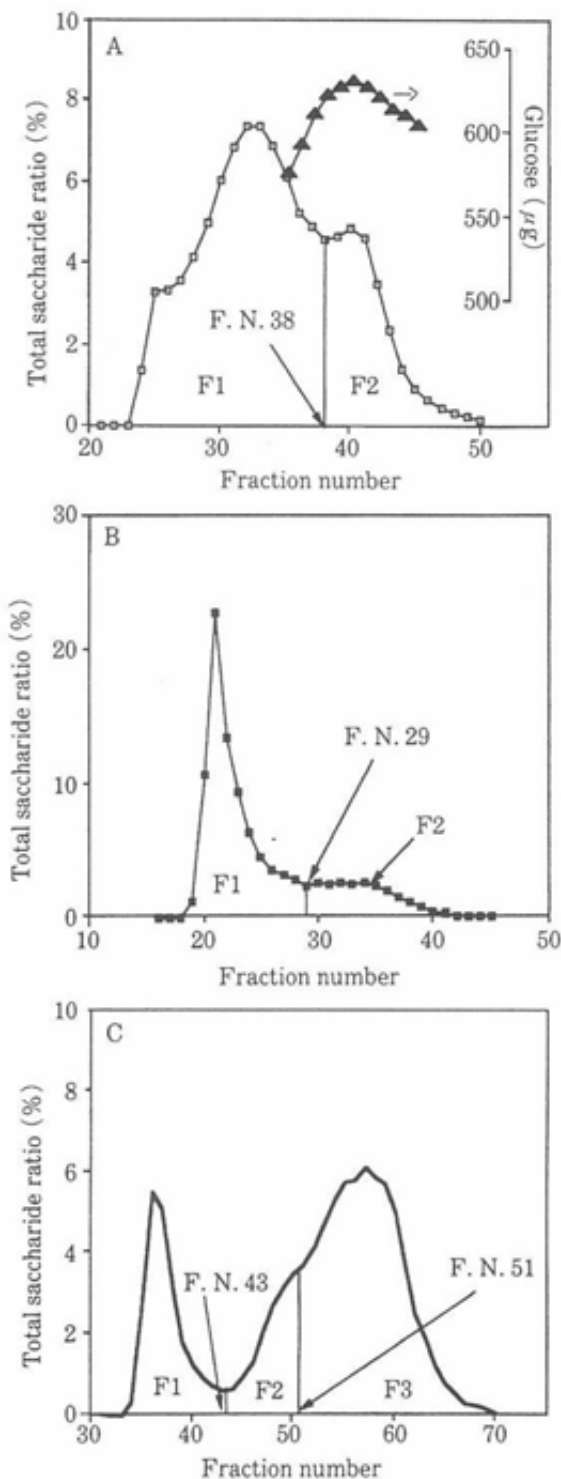 A
10
8
6
4
2
0
Total saccharide ratio (%)
20
30
40
50
Fraction number
650
600
550
500
Glucose (μg)
F. N. 38
F1
F2
B
30
20
10
0
Total saccharide ratio (%)
10
20
30
40
50
Fraction number
F. N. 29
F1
F2
C
10
8
6
4
2
0
Total saccharide ratio (%)
30
40
50
60
70
Fraction number
F. N. 43
F. N. 51
F1
F2
F3